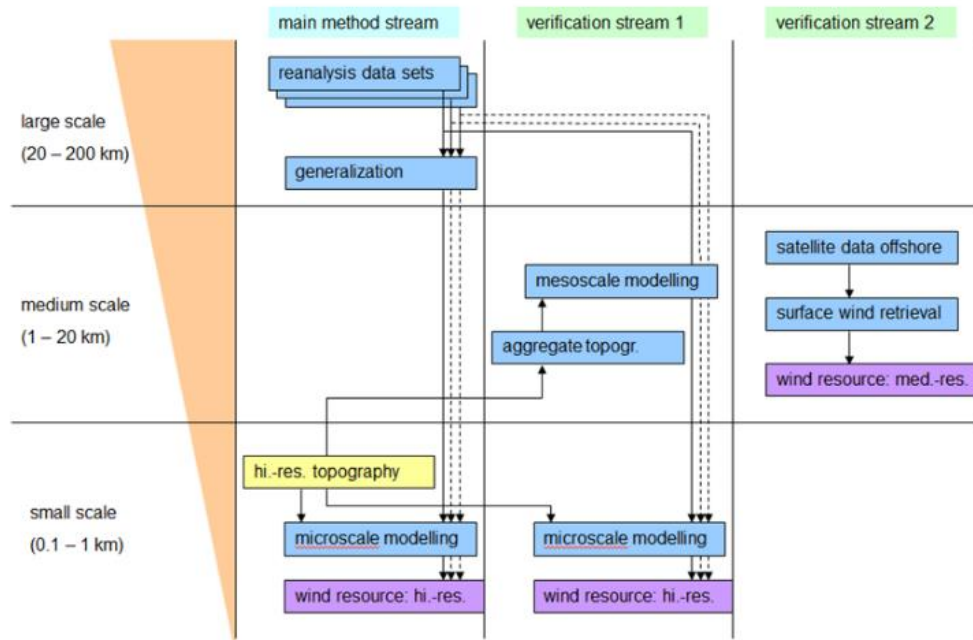 main method stream
verification stream 1
verification stream 2
reanalysis data sets
large scale
(20 – 200 km)
generalization
satellite data offshore
mesoscale modelling
medium scale
(1 – 20 km)
surface wind retrieval
aggregate topogr.
wind resource: med.-res.
hi.-res. topography
small scale
(0.1 – 1 km)
microscale modelling
microscale modelling
wind resource: hi.-res.
wind resource: hi.-res.